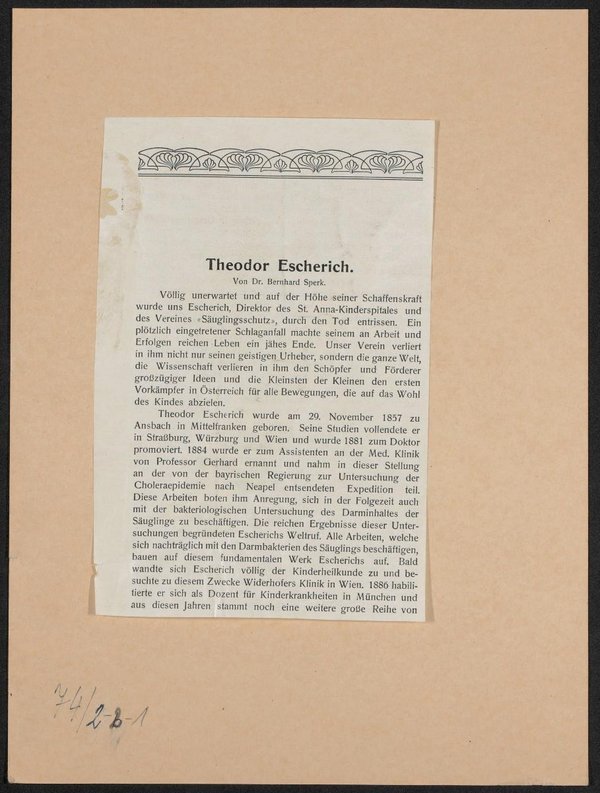 Theodor Escherich.
Von Dr. Bernhard Sperk.
Völlig unerwartet und auf der Höhe seiner Schaffenskraft
wurde uns Escherich, Direktor des St. Anna-Kinderspitales und
des Vereines «Säuglingsschutz», durch den Tod entrissen. Ein
plötzlich eingetretener Schlaganfall machte seinem an Arbeit und
Erfolgen reichen Leben ein jähes Ende. Unser Verein verliert
in ihm nicht nur seinen geistigen Urheber, sondern die ganze Welt,
die Wissenschaft verlieren in ihm den Schöpfer und Förderer
großzügiger Ideen und die Kleinsten der Kleinen den ersten
Vorkämpfer in Österreich für alle Bewegungen, die auf das Wohl
des Kindes abzielen.
Theodor Escherich wurde am 29. November 1857 zu
Ansbach in Mittelfranken geboren. Seine Studien vollendete er
in Straßburg, Würzburg und Wien und wurde 1881 zum Doktor
promoviert. 1884 wurde er zum Assistenten an der Med. Klinik
von Professor Gerhard ernannt und nahm in dieser Stellung
an der von der bayrischen Regierung zur Untersuchung der
Choleraepidemie nach Neapel entsendeten Expedition teil.
Diese Arbeiten boten ihm Anregung, sich in der Folgezeit auch
mit der bakteriologischen Untersuchung des Darminhaltes der
Säuglinge zu beschäftigen. Die reichen Ergebnisse dieser Unter-
suchungen begründeten Escherichs Weltruf. Alle Arbeiten, welche
sich nachträglich mit den Darmbakterien des Säuglings beschäftigen,
bauen auf diesem fundamentalen Werk Escherichs auf. Bald
wandte sich Escherich völlig der Kinderheilkunde zu und be-
suchte zu diesem Zwecke Widerhofers Klinik in Wien. 1886 habili-
tierte er sich als Dozent für Kinderkrankheiten in München und
aus diesen Jahren stammt noch eine weitere große Reihe von
74/2-b-1